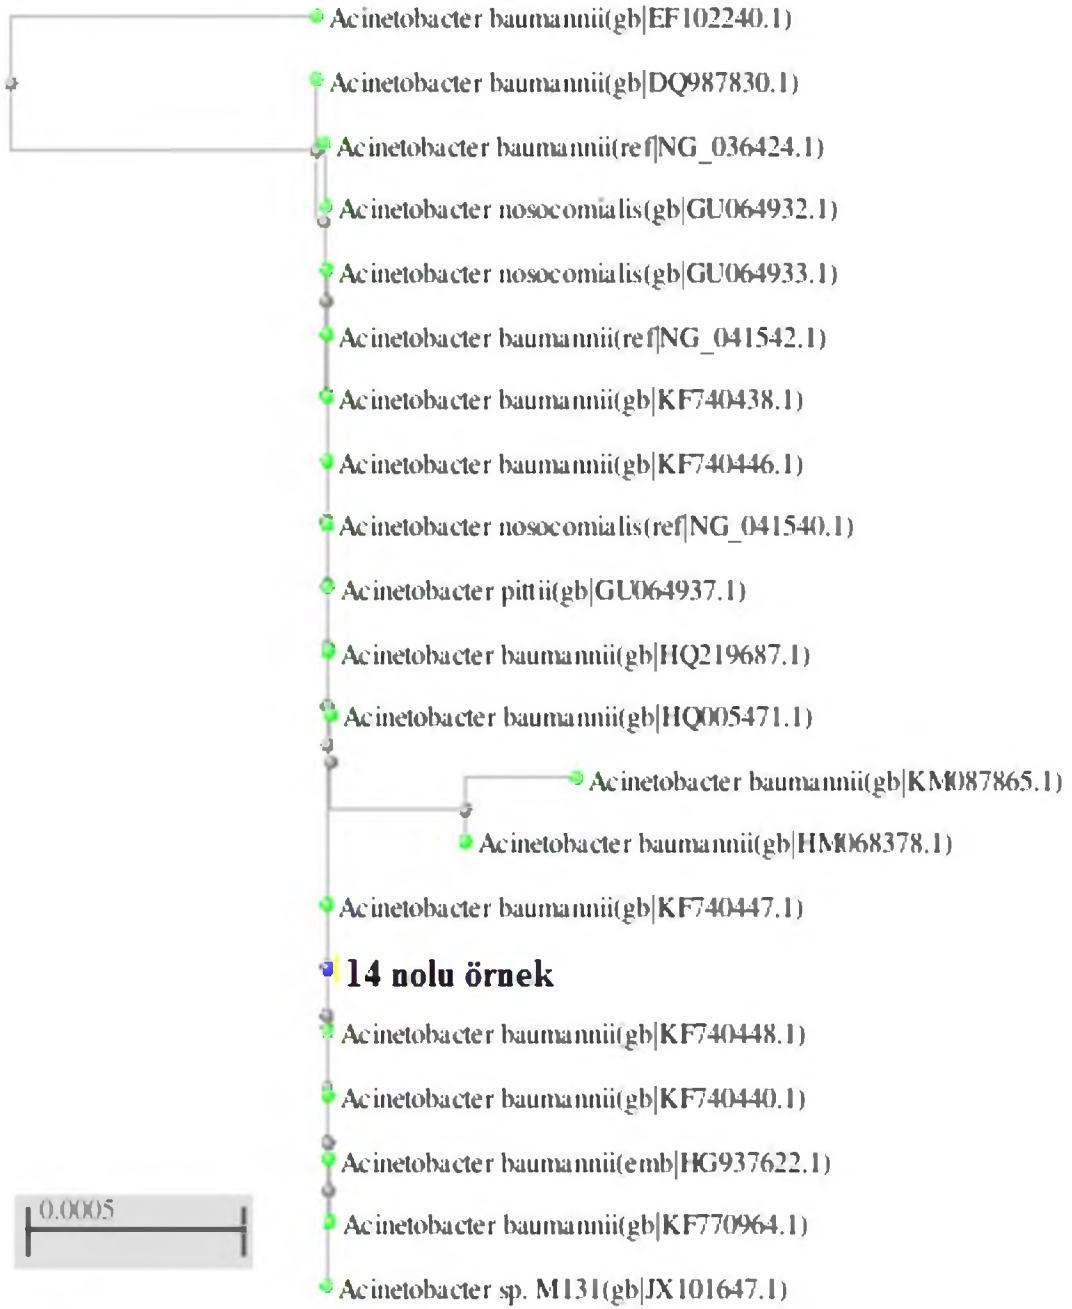 Acinetobacter baumannii(gb|EF102240.1)
Acinetobacter baumannii(gb|DQ987830.1)
Acinetobacter baumannii(ref|NG_036424.1)
Acinetobacter nosocomialis(gb|GU064932.1)
Acinetobacter nosocomialis(gb|GU064933.1)
Acinetobacter baumannii(ref|NG_041542.1)
Acinetobacter baumannii(gb|KF740438.1)
Acinetobacter baumannii(gb|KF740446.1)
Acinetobacter nosocomialis(ref|NG_041540.1)
Acinetobacter pittii(gb|GU064937.1)
Acinetobacter baumannii(gb|HQ219687.1)
Acinetobacter baumannii(gb|HQ005471.1)
Acinetobacter baumannii(gb|KM087865.1)
Acinetobacter baumannii(gb|HM068378.1)
Acinetobacter baumannii(gb|KF740447.1)
14 nolu örnek
Acinetobacter baumannii(gb|KF740448.1)
Acinetobacter baumannii(gb|KF740440.1)
Acinetobacter baumannii(emb|HG937622.1)
0.0005
Acinetobacter baumannii(gb|KF770964.1)
Acinetobacter sp. M131(gb|JX101647.1)